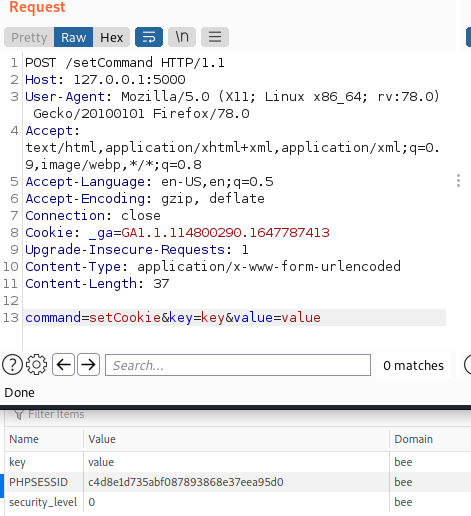 Request
Pretty Raw Hex \n
1 POST /setCommand HTTP/1.1
2 Host: 127.0.0.1:5000
3 User-Agent: Mozilla/5.0 (X11; Linux x86_64; rv:78.0)
Gecko/20100101 Firefox/78.0
4 Accept:
text/html,application/xhtml+xml,application/xml;q=0.
9,image/webp,*/*;q=0.8
5 Accept-Language: en-US,en;q=0.5
6 Accept-Encoding: gzip, deflate
7 Connection: close
8 Cookie: _ga=GA1.1.114800290.1647787413
9 Upgrade-Insecure-Requests: 1
10 Content-Type: application/x-www-form-urlencoded
11 Content-Length: 37
12
13 command=setCookie&key=key&value=value
Search... 0 matches
Done
Filter Items
Name Value Domain
key value bee
PHPSESSID c4d8e1d735abf087893868e37eea95d0 bee
security_level 0 bee